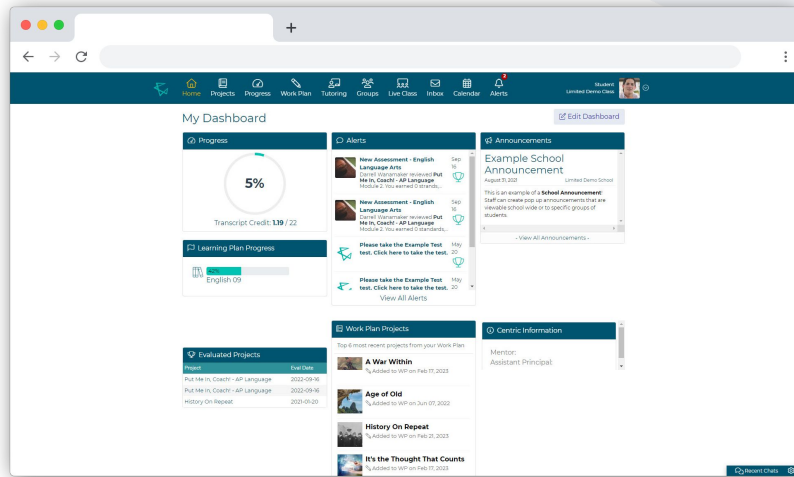 Home
Projects
Progress
Work Plan
Tutoring
Groups
Live Class
Inbox
Calendar
Alerts
Student
Limited Demo Class
My Dashboard
Edit Dashboard
Progress
5%
Transcript Credit: 1.19 / 22
Learning Plan Progress
42%
English 09
Evaluated Projects
Project Eval Date
Put Me In, Coach! - AP Language 2022-09-16
Put Me In, Coach! - AP Language 2022-09-16
History On Repeat 2021-01-20
Alerts
New Assessment - English Sep
Language Arts 16
Darrell Wanamaker reviewed Put
Me In, Coach! - AP Language
Module 2. You earned 0 strands,...
New Assessment - English Sep
Language Arts 16
Darrell Wanamaker reviewed Put
Me In, Coach! - AP Language
Module 2. You earned 0 standards,...
Please take the Example Test May
test. Click here to take the test. 20
Please take the Example Test May
test. Click here to take the test. 20
View All Alerts
Work Plan Projects
Top 6 most recent projects from your Work Plan
A War Within
Added to WP on Feb 17, 2023
Age of Old
Added to WP on Jun 07, 2022
History On Repeat
Added to WP on Feb 21, 2023
It's the Thought That Counts
Added to WP on Feb 17, 2023
Announcements
Example School
Announcement
August 31, 2021 Limited Demo School
This is an example of a School Announcement!
Staff can create pop up announcements that are
viewable school wide or to specific groups of
students.
- View All Announcements -
Centric Information
Mentor:
Assistant Principal:
Recent Chats